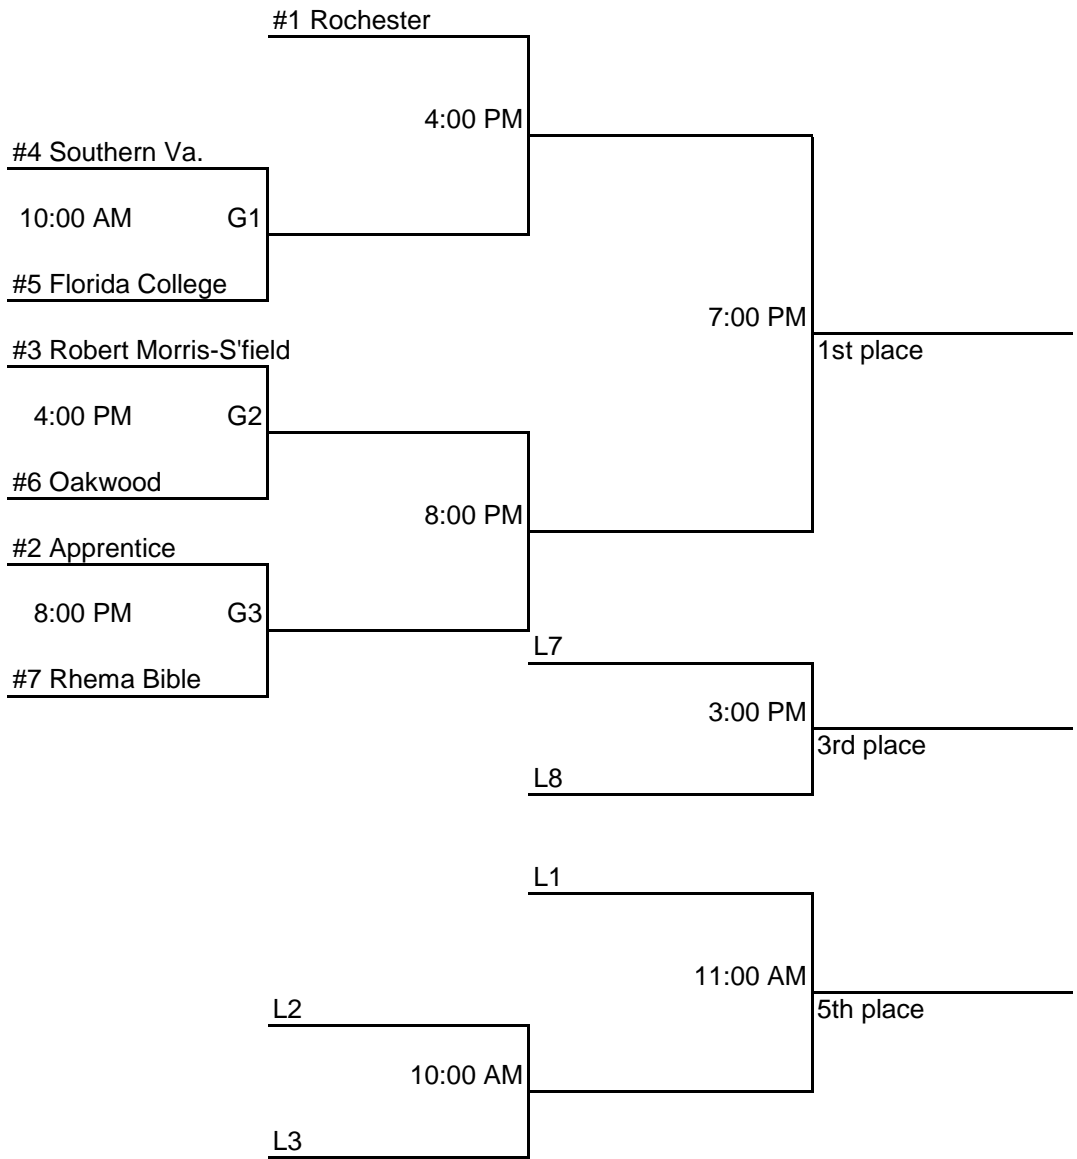 #1 Rochester
4:00 PM
#4 Southern Va.
10:00 AM G1
#5 Florida College
7:00 PM
#3 Robert Morris-S'field
1st place
4:00 PM G2
#6 Oakwood
8:00 PM
#2 Apprentice
8:00 PM G3
L7
#7 Rhema Bible
3:00 PM
3rd place
L8
L1
11:00 AM
L2
5th place
10:00 AM
L3